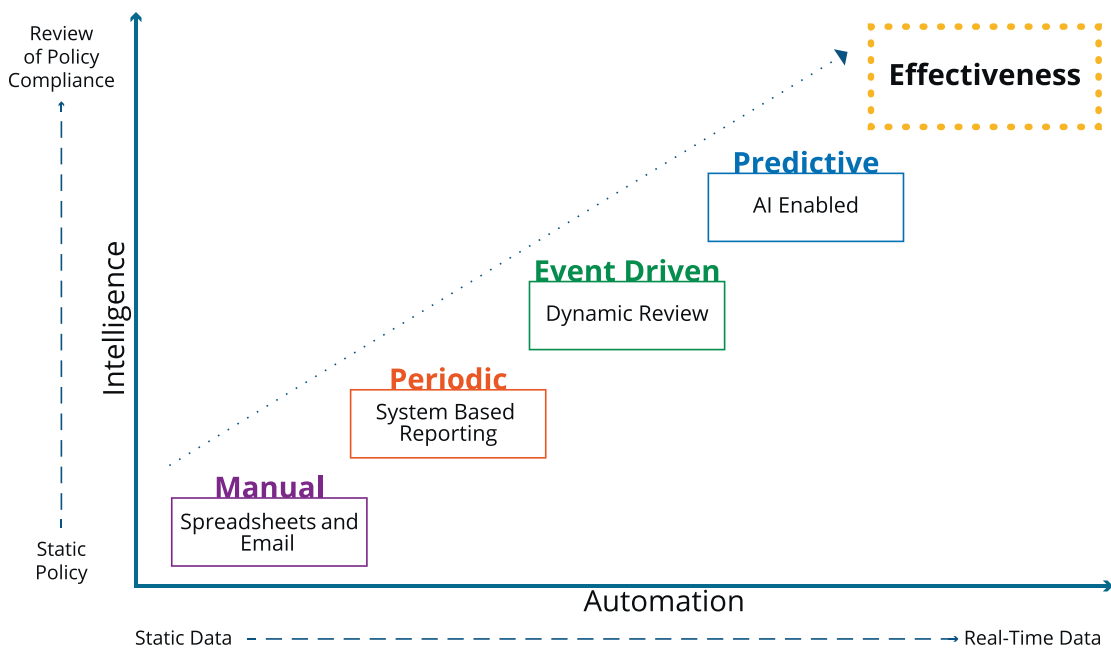 Review
of Policy
Compliance
Effectiveness
Predictive
AI Enabled
Intelligence
Event Driven
Dynamic Review
Periodic
System Based
Reporting
Manual
Spreadsheets and
Email
Static
Policy
Automation
Static Data
Real-Time Data